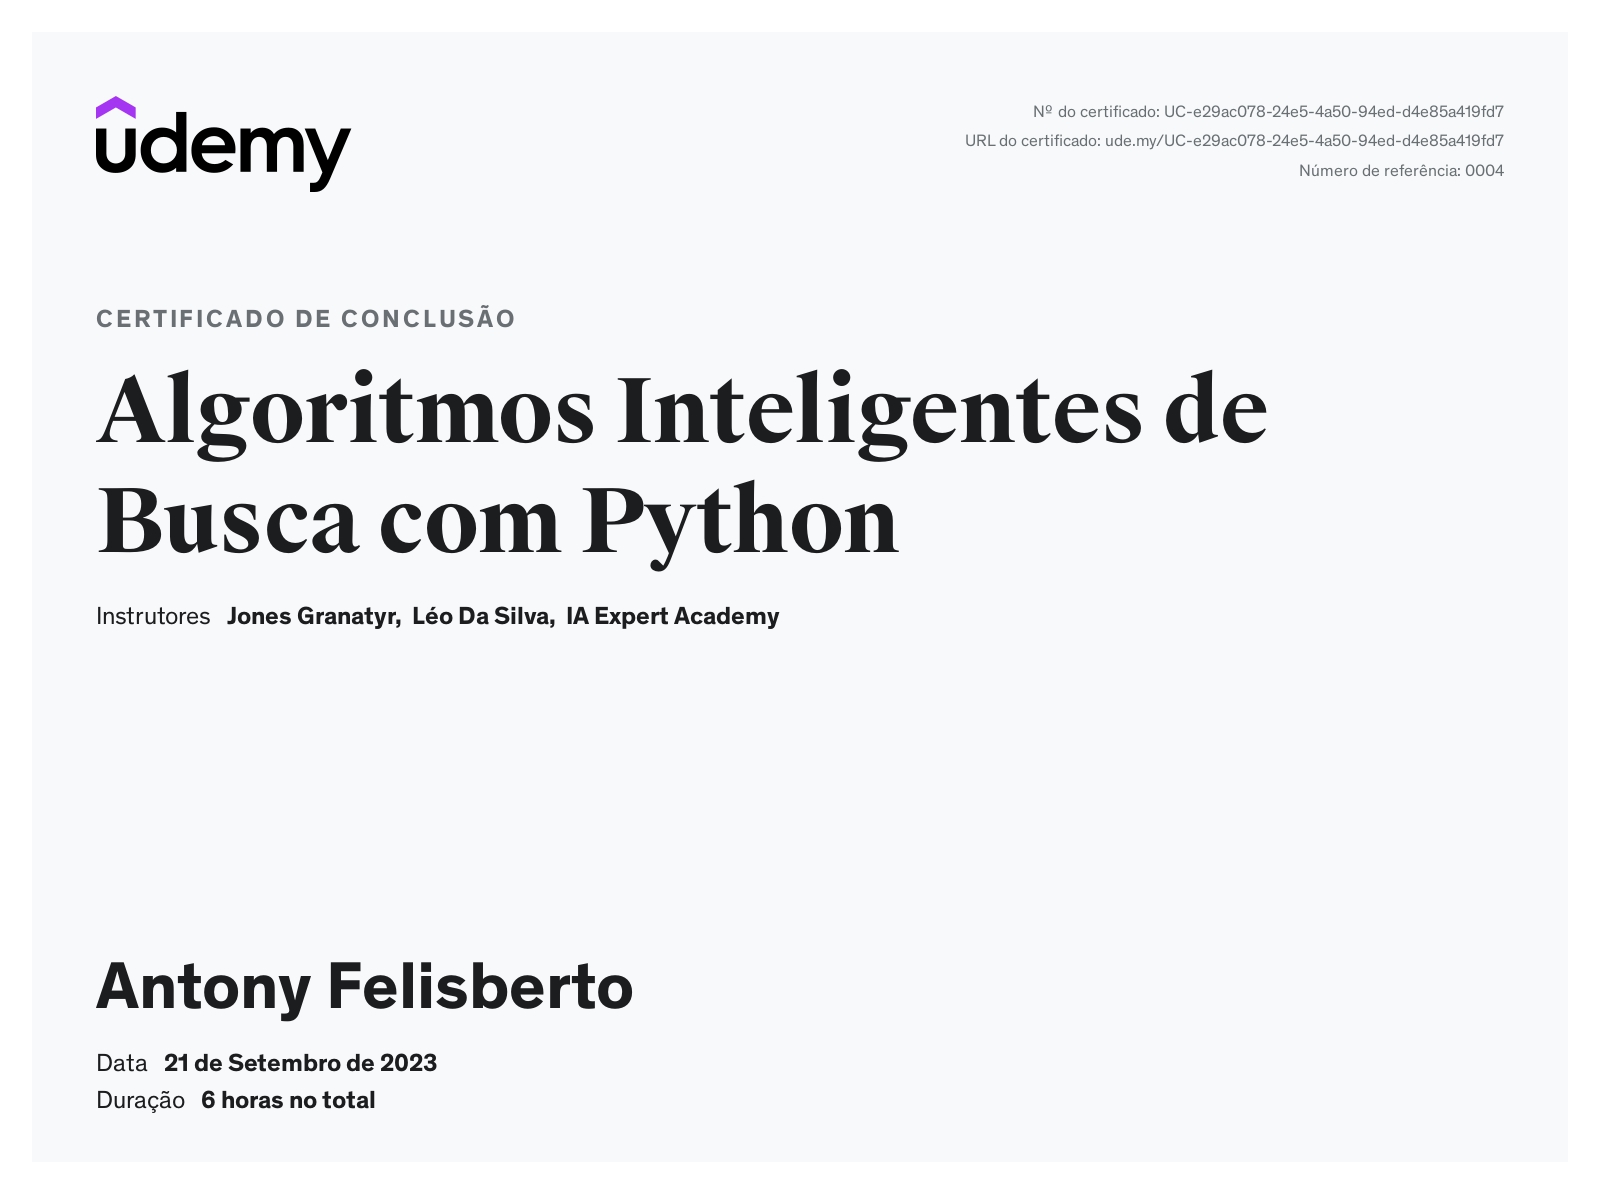 udemy
Nº do certificado: UC-e29ac078-24e5-4a50-94ed-d4e85a419fd7
URL do certificado: ude.my/UC-e29ac078-24e5-4a50-94ed-d4e85a419fd7
Número de referência: 0004
CERTIFICADO DE CONCLUSÃO
Algoritmos Inteligentes de
Busca com Python
Instrutores Jones Granatyr, Léo Da Silva, IA Expert Academy
Antony Felisberto
Data 21 de Setembro de 2023
Duração 6 horas no total